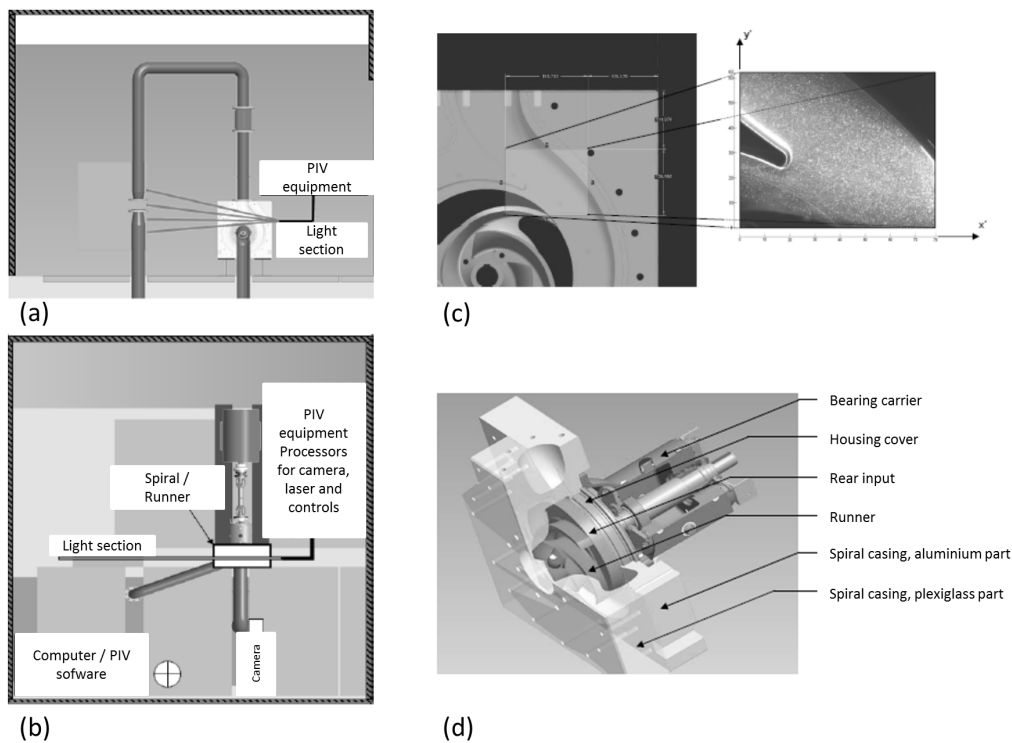 PIV
equipment
Light
section
(a)
y'
x'
(c)
PIV
equipment
Processors
for camera,
laser and
controls
Spiral /
Runner
Light section
Computer / PIV
sofware
Camera
(b)
Bearing carrier
Housing cover
Rear input
Runner
Spiral casing, aluminium part
Spiral casing, plexiglass part
(d)